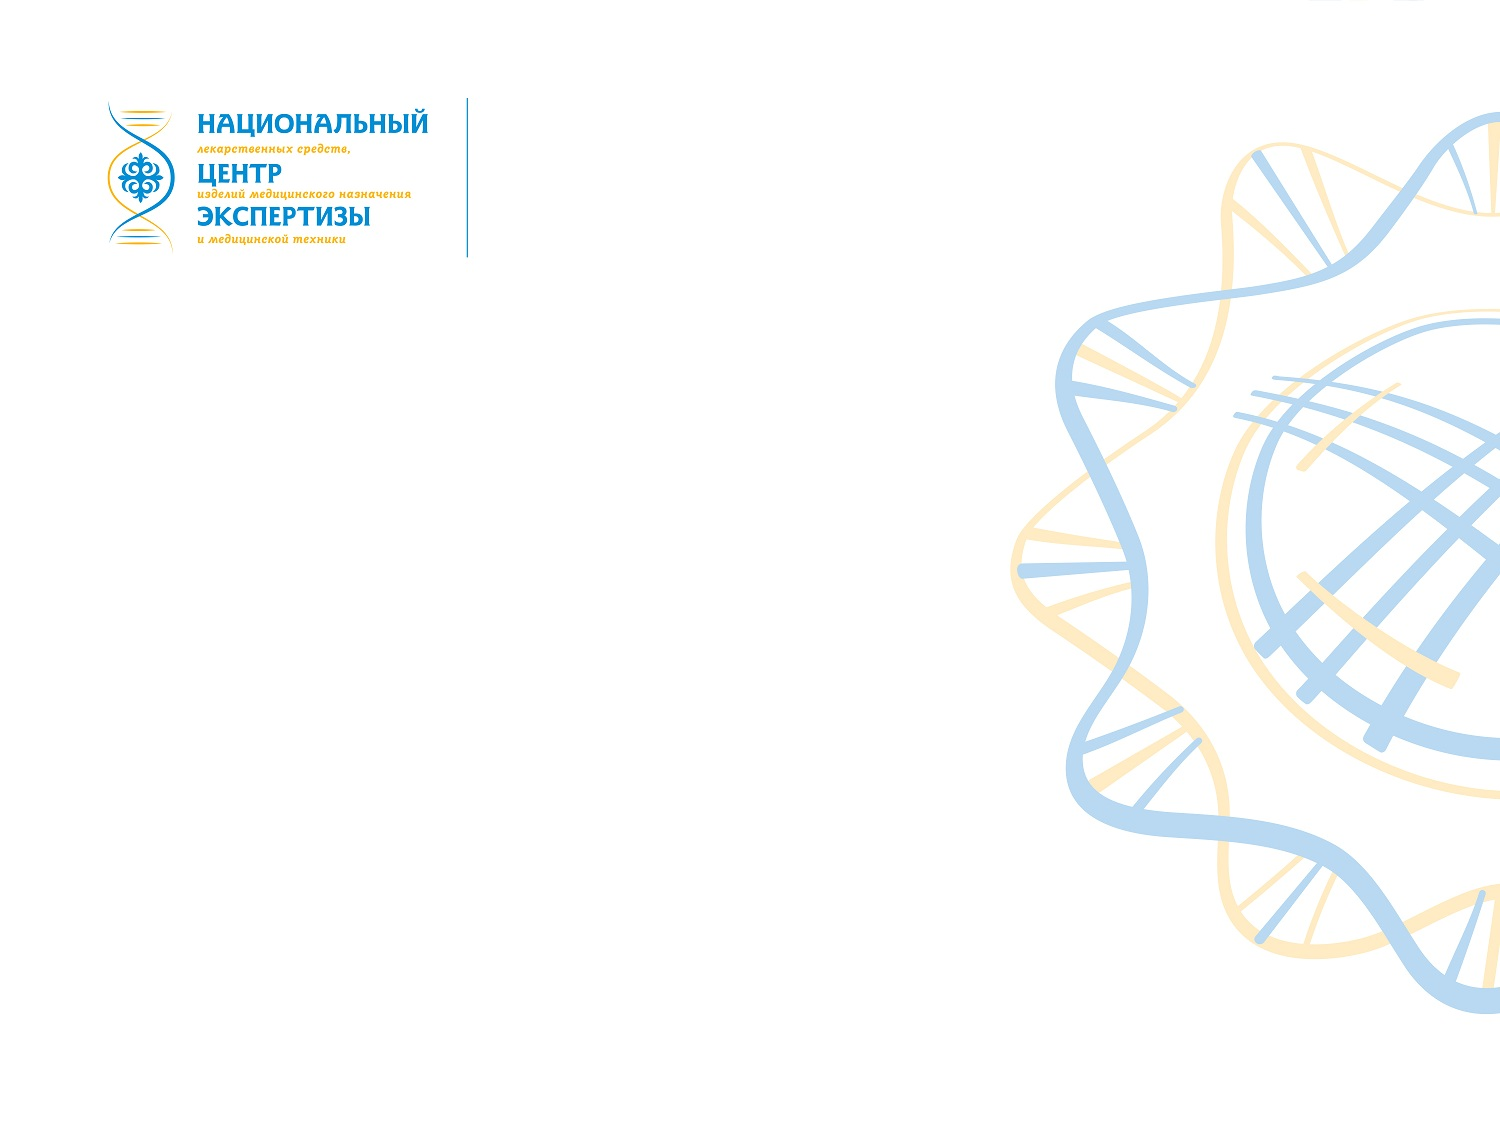 НАЦИОНАЛЬНЫЙ
лекарственных средств,
ЦЕНТР
изделий медицинского назначения
ЭКСПЕРТИЗЫ
и медицинской техники